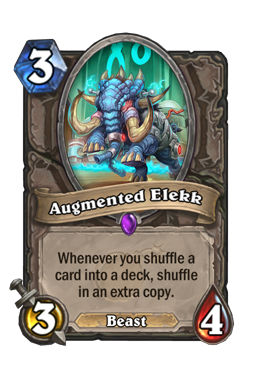 3
Augmented Elekk
Whenever you shuffle a
card into a deck, shuffle
in an extra copy.
3
Beast
4